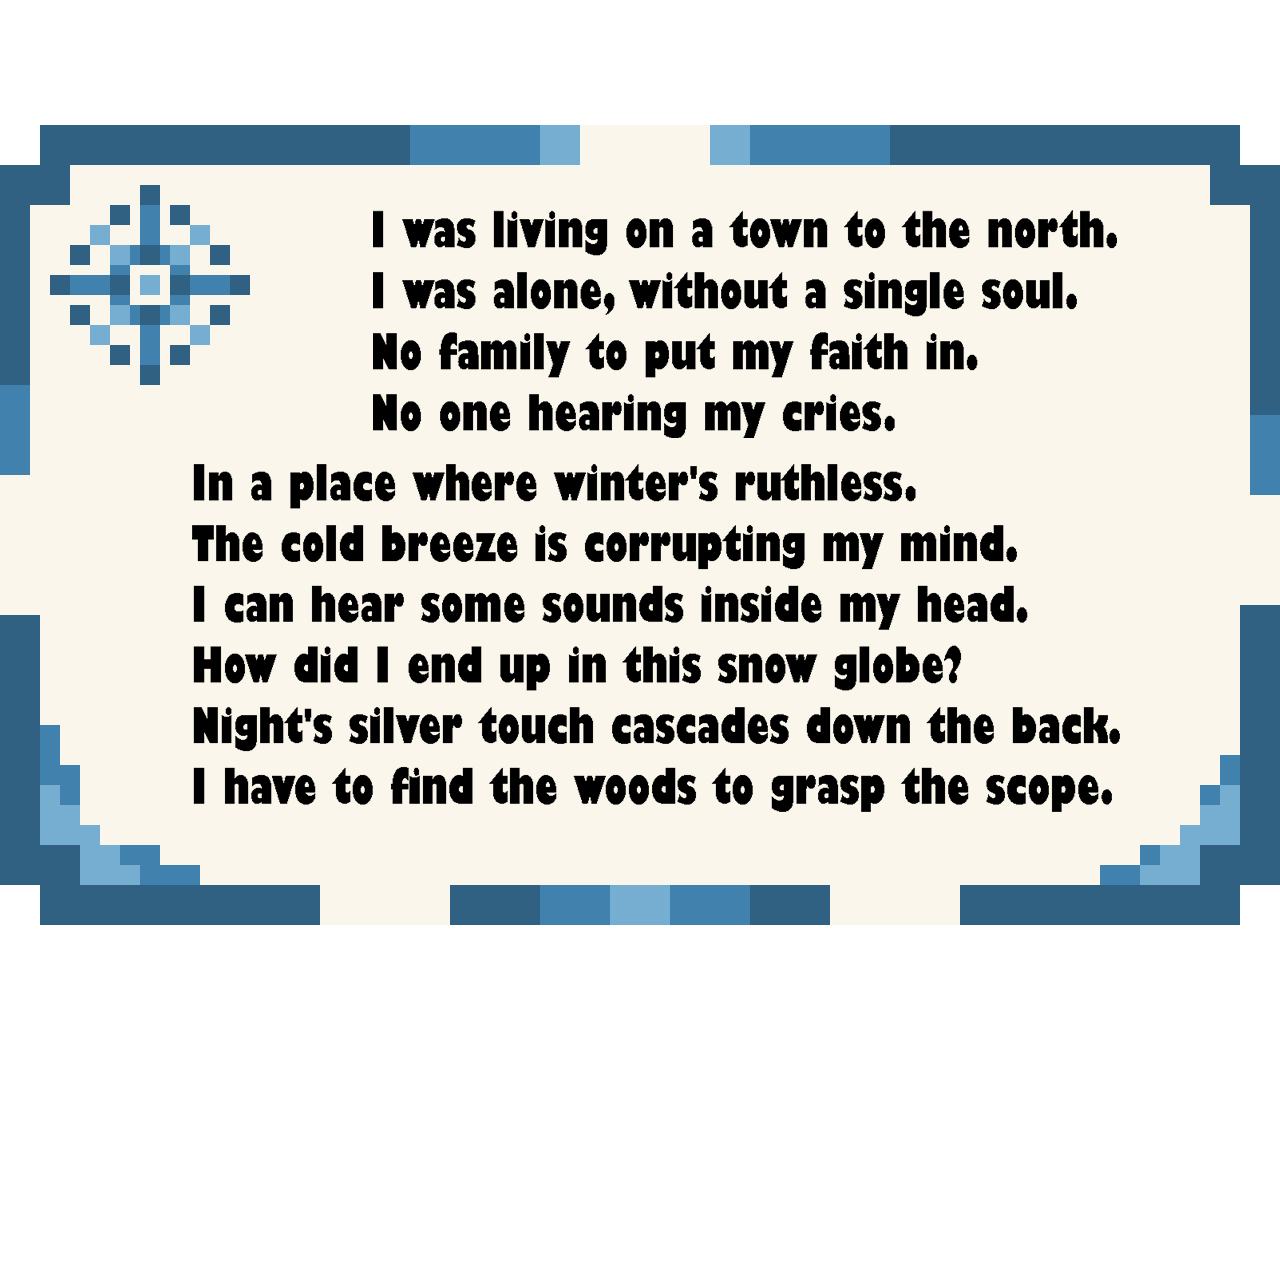 I was living on a town to the north.
I was alone, without a single soul.
No family to put my faith in.
No one hearing my cries.
In a place where winter's ruthless.
The cold breeze is corrupting my mind.
I can hear some sounds inside my head.
How did I end up in this snow globe?
Night's silver touch cascades down the back.
I have to find the woods to grasp the scope.